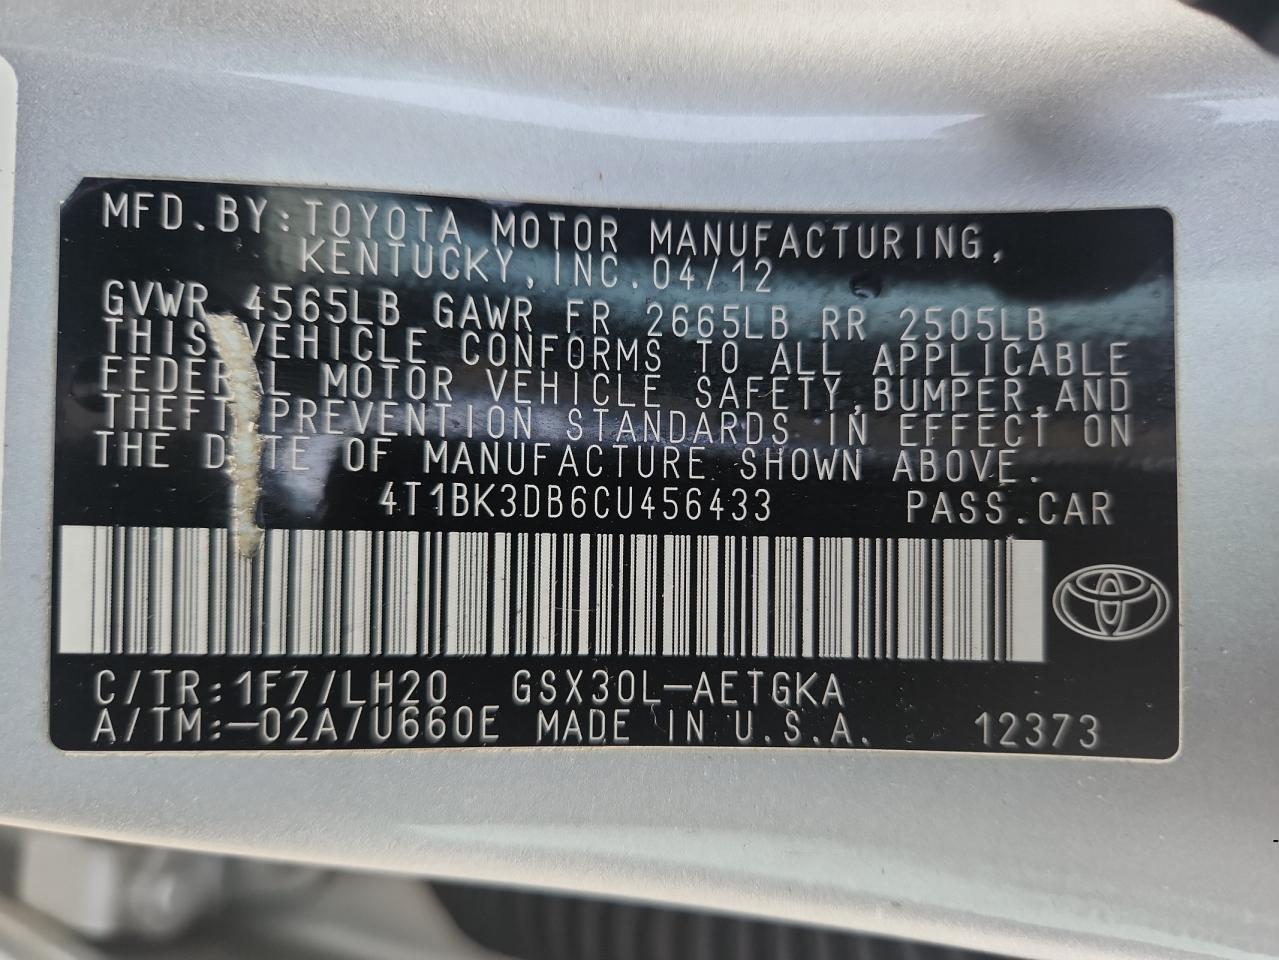 MFD.BY:TOYOTA MOTOR MANUFACTURING,
KENTUCKY,INC.04/12
GVWR 4565LB GAWR FR 2665LB RR 2505LB
THIS VEHICLE CONFORMS TO ALL APPLICABLE
FEDERAL MOTOR VEHICLE SAFETY,BUMPER,AND
THEFT PREVENTION STANDARDS IN EFFECT ON
THE DATE OF MANUFACTURE SHOWN ABOVE.
4T1BK3DB6CU456433 PASS.CAR
C/TR:1F7/LH20 GSX30L-AETGKA
A/TM:-02A/U660E MADE IN U.S.A. 12373